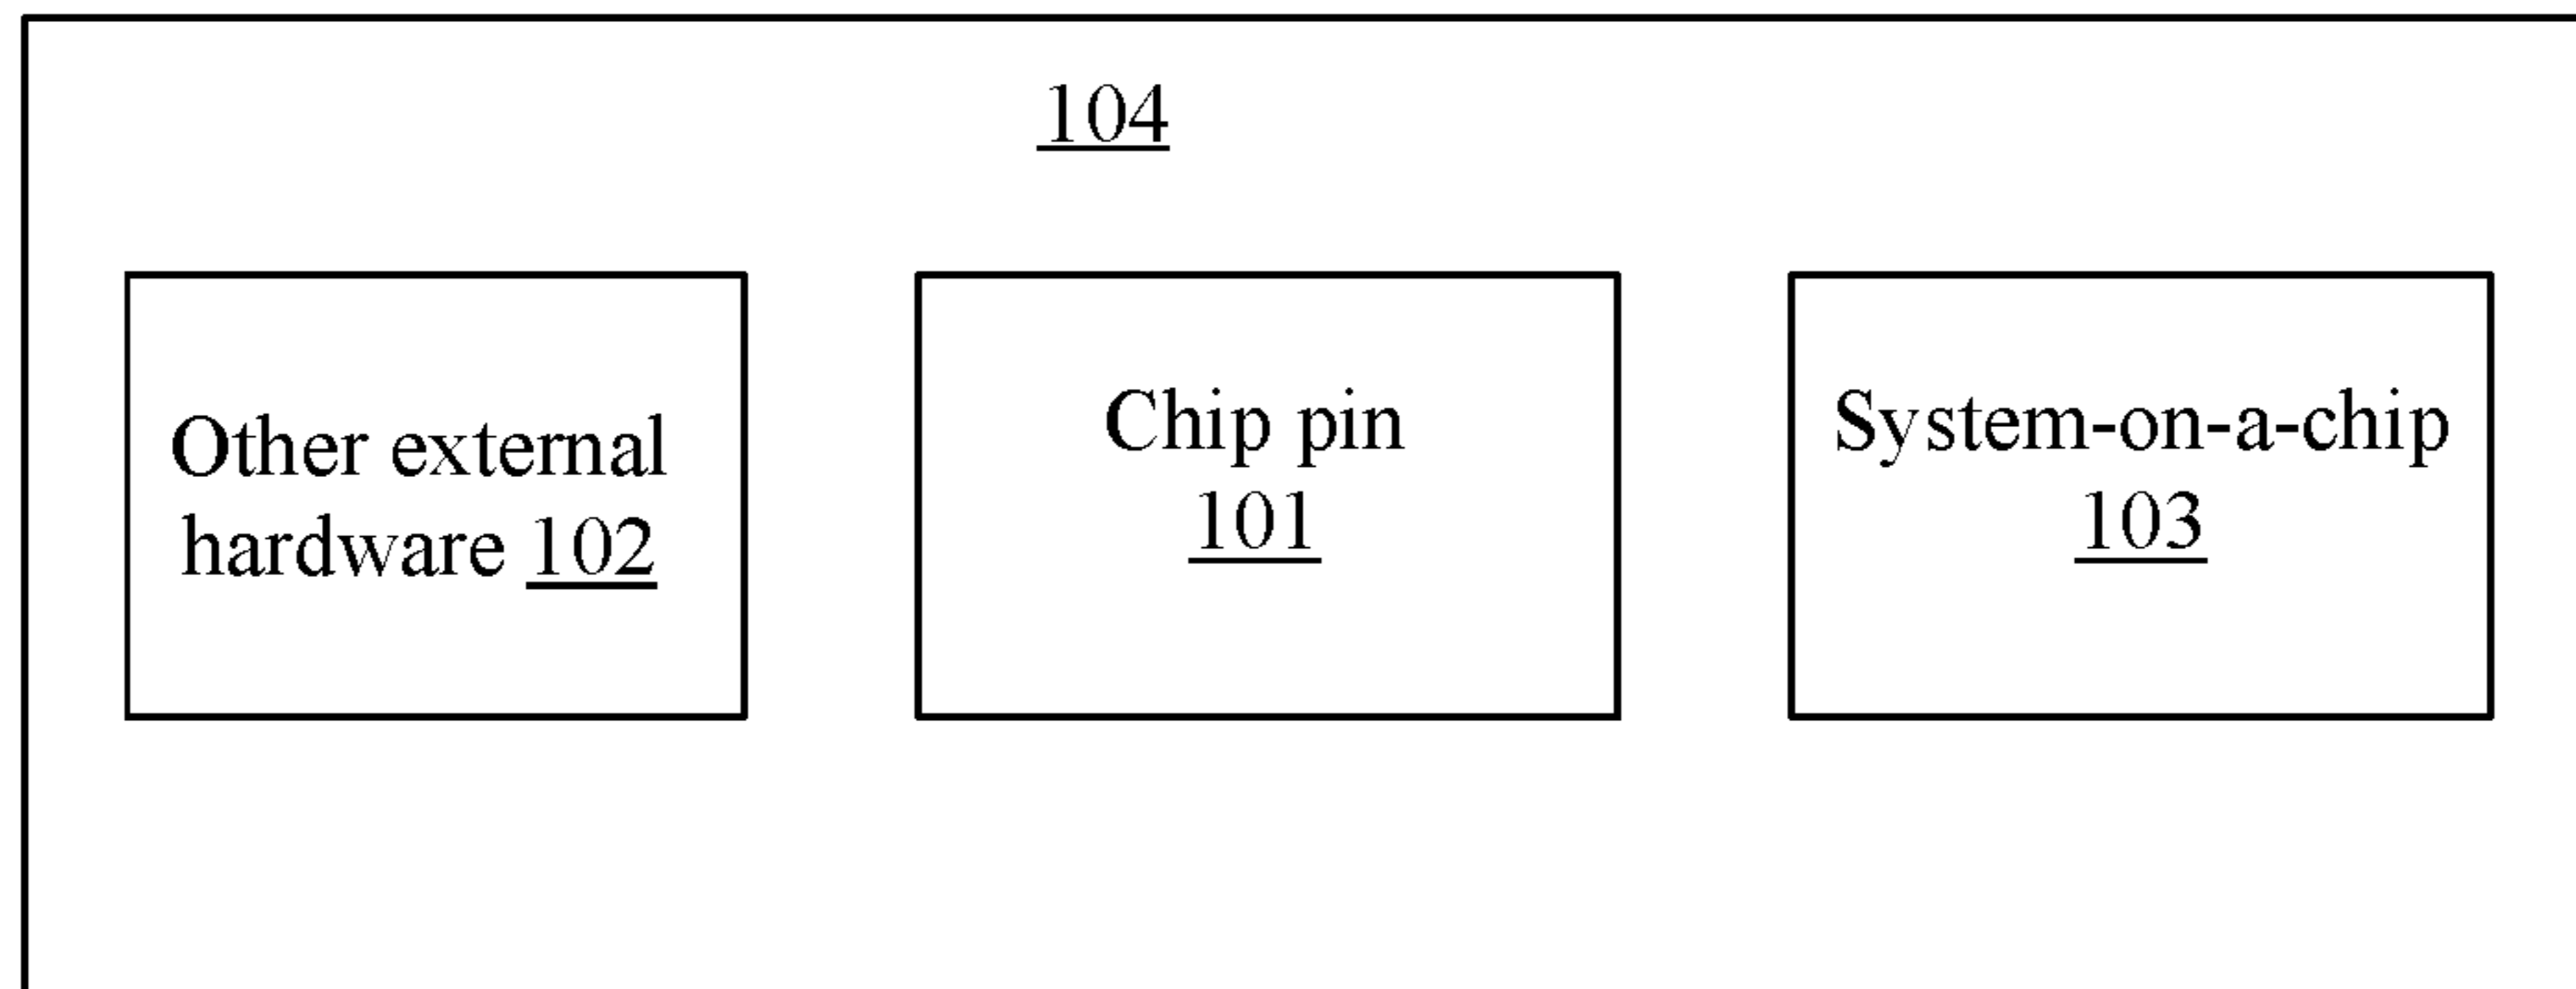 104
Other external
hardware 102
Chip pin
101
System-on-a-chip
103